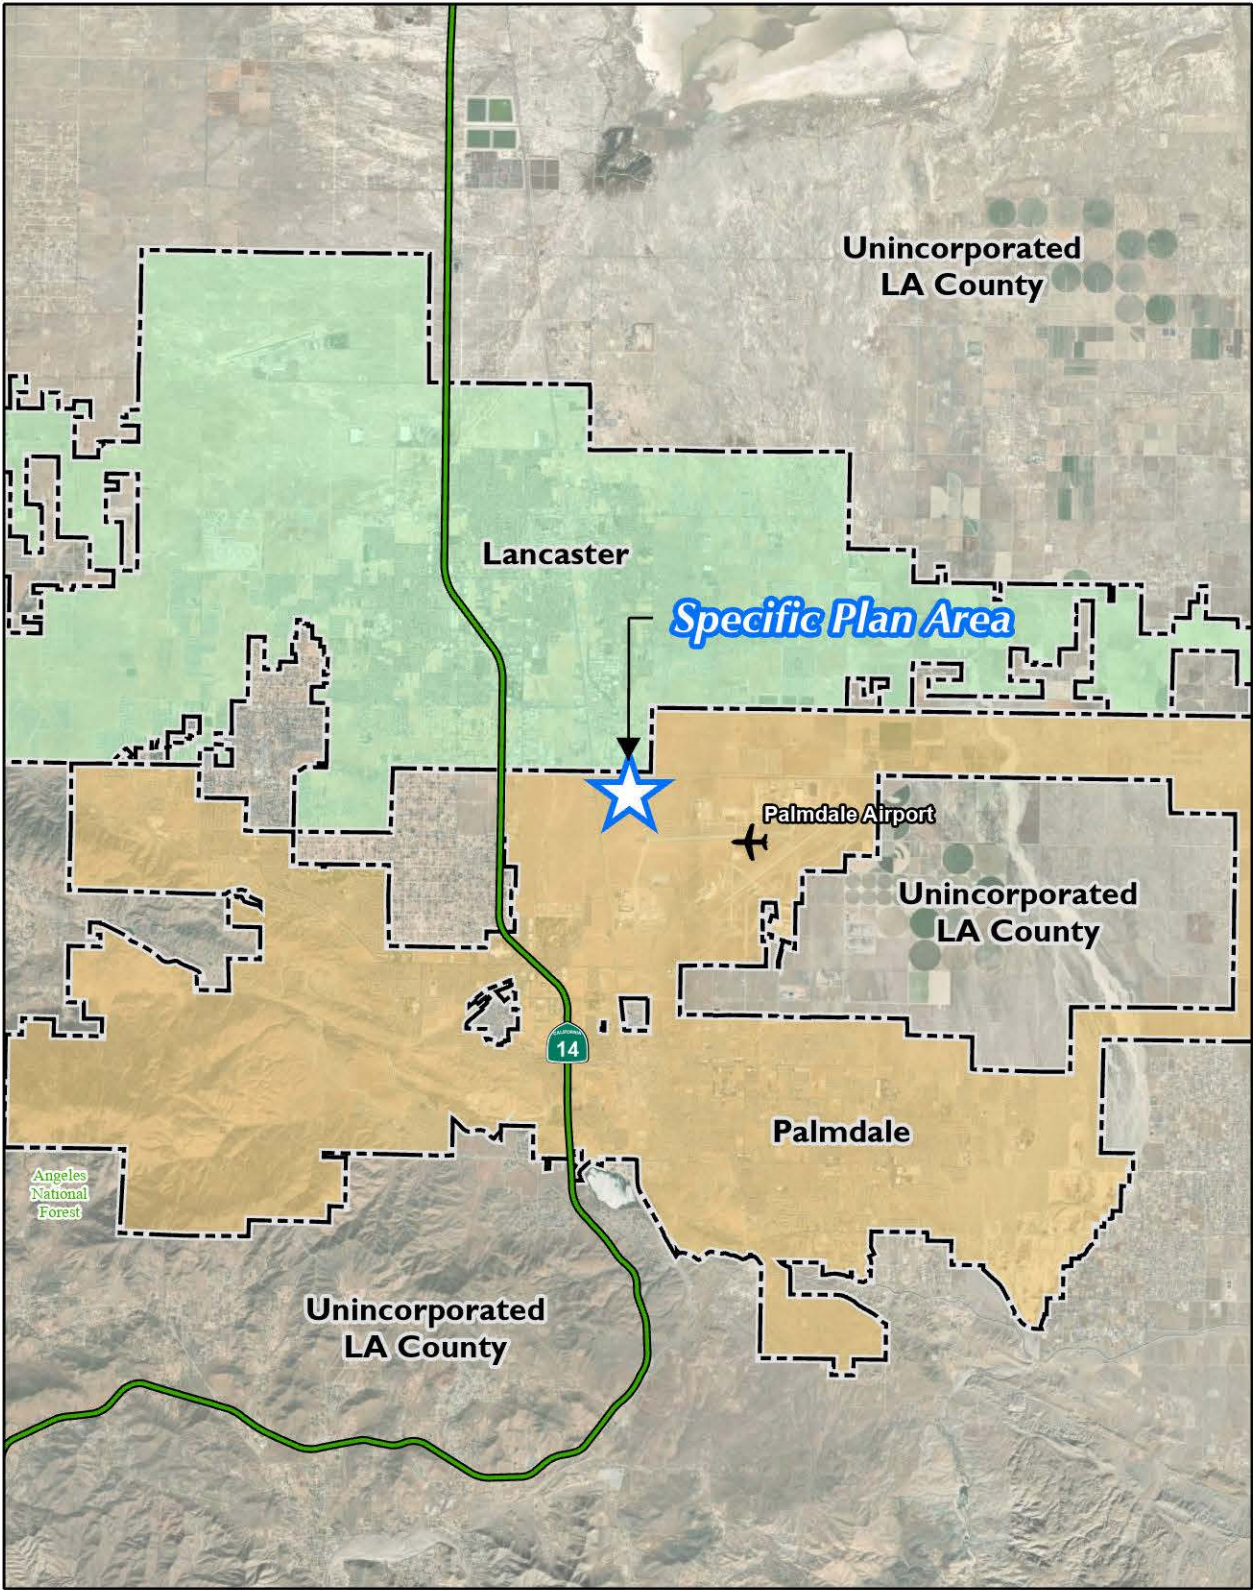 Unincorporated
LA County
Lancaster
Specific Plan Area
Palmdale Airport
Unincorporated
LA County
CALIFORNIA
14
Palmdale
Angeles
National
Forest
Unincorporated
LA County